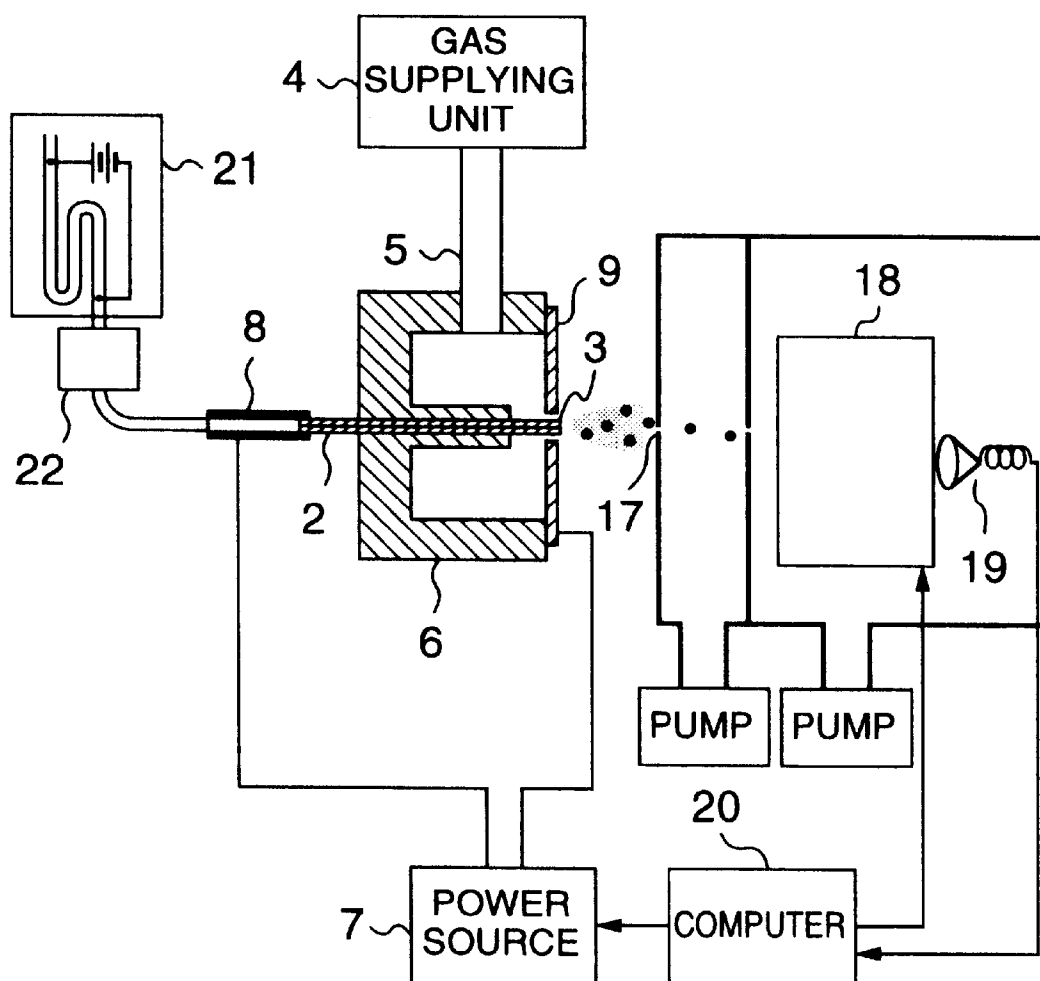 GAS
SUPPLYING
UNIT
4
21
5
9
18
8
3
22
2
17
19
6
PUMP
PUMP
20
7
POWER
SOURCE
COMPUTER